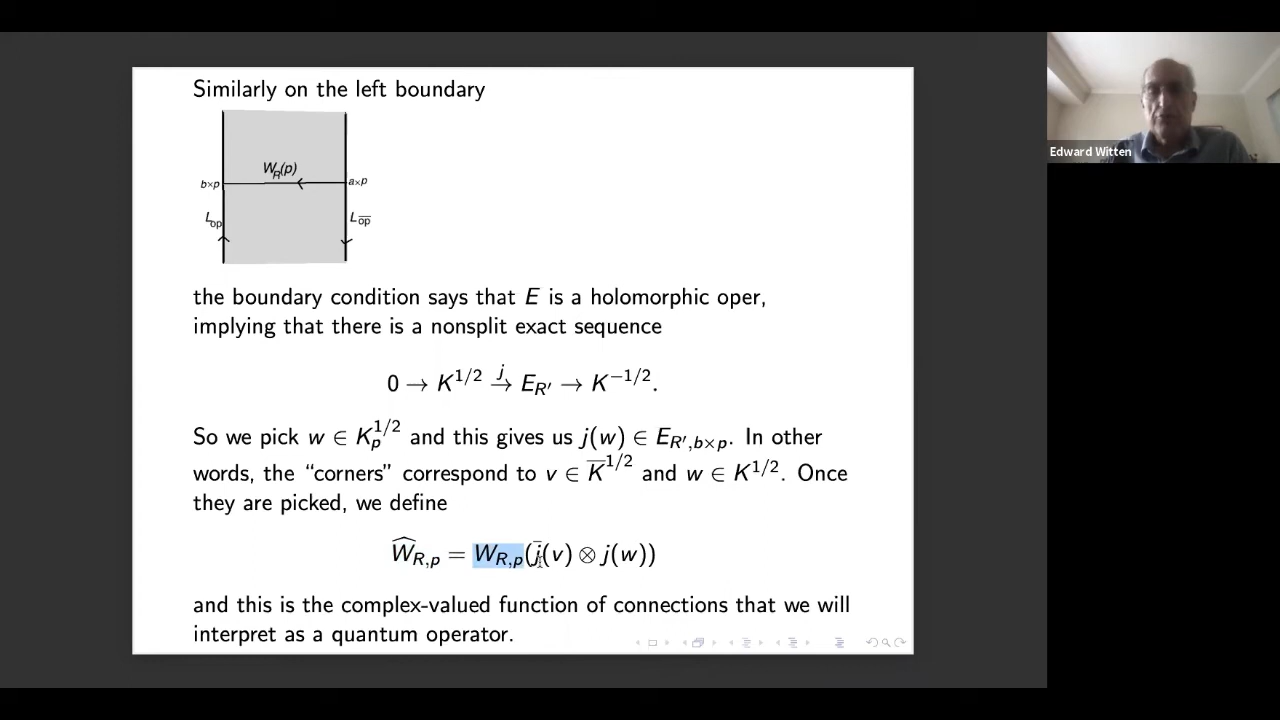 Similarly on the left boundary
W_R(p)
b×p
a×p
L_op
L_{\overline{op}}
the boundary condition says that E is a holomorphic oper,
implying that there is a nonsplit exact sequence
0 → K^{1/2} \xrightarrow{j} E_{R′} → K^{−1/2}.
So we pick w ∈ K_p^{1/2} and this gives us j(w) ∈ E_{R′,b×p}. In other
words, the “corners” correspond to v ∈ \overline{K}^{1/2} and w ∈ K^{1/2}. Once
they are picked, we define
\widehat{W}_{R,p} = W_{R,p}(\overline{j}(v) ⊗ j(w))
and this is the complex-valued function of connections that we will
interpret as a quantum operator.
Edward Witten